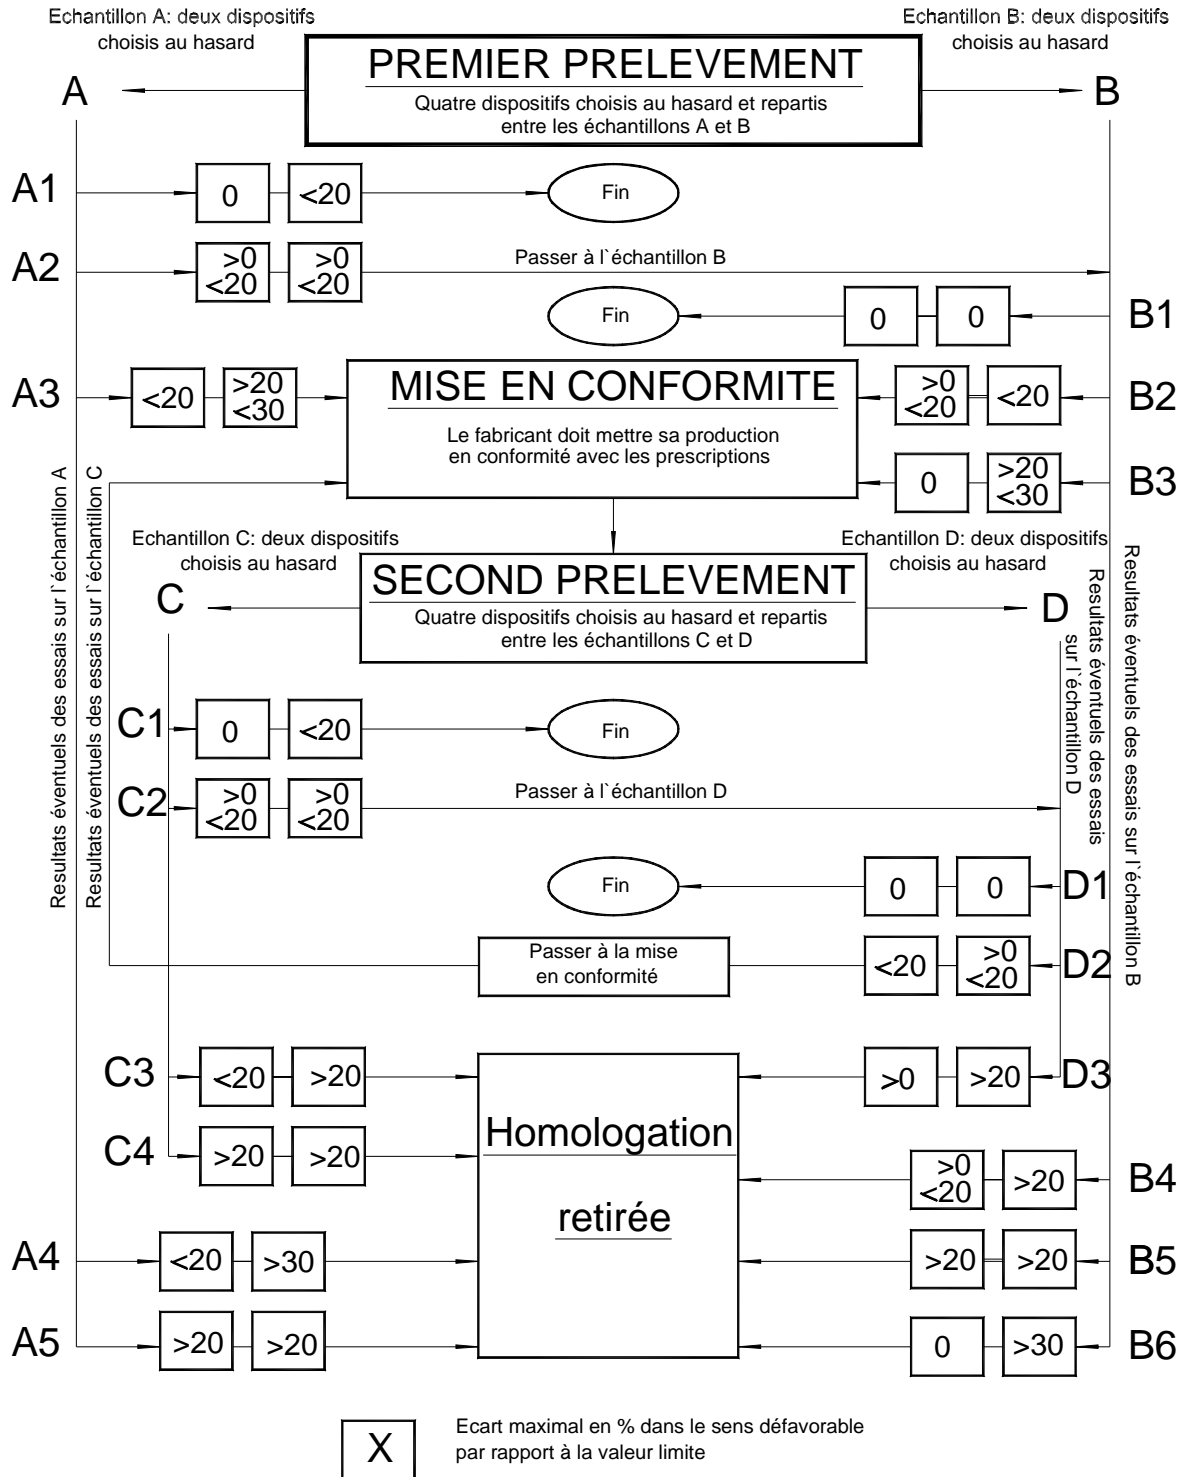 Echantillon A: deux dispositifs
choisis au hasard
Echantillon B: deux dispositifs
choisis au hasard
PREMIER PRELEVEMENT
Quatre dispositifs choisis au hasard et repartis
entre les échantillons A et B
A
B
A1
0
<20
Fin
A2
>0
<20
>0
<20
Passer à l`échantillon B
Fin
0
0
B1
A3
<20
>20
<30
MISE EN CONFORMITE
Le fabricant doit mettre sa production
en conformité avec les prescriptions
>0
<20
<20
B2
0
>20
<30
B3
Resultats éventuels des essais sur l`échantillon A
Resultats éventuels des essais sur l`échantillon C
Echantillon C: deux dispositifs
choisis au hasard
Echantillon D: deux dispositifs
choisis au hasard
SECOND PRELEVEMENT
Quatre dispositifs choisis au hasard et repartis
entre les échantillons C et D
C
D
Resultats éventuels des essais
sur l`échantillon D
Resultats éventuels des essais sur l`échantillon B
C1
0
<20
Fin
C2
>0
<20
>0
<20
Passer à l`échantillon D
Fin
0
0
D1
Passer à la mise
en conformité
<20
>0
<20
D2
C3
<20
>20
>0
>20
D3
C4
>20
>20
Homologation
retirée
>0
<20
>20
B4
A4
<20
>30
>20
>20
B5
A5
>20
>20
0
>30
B6
X
Ecart maximal en % dans le sens défavorable
par rapport à la valeur limite